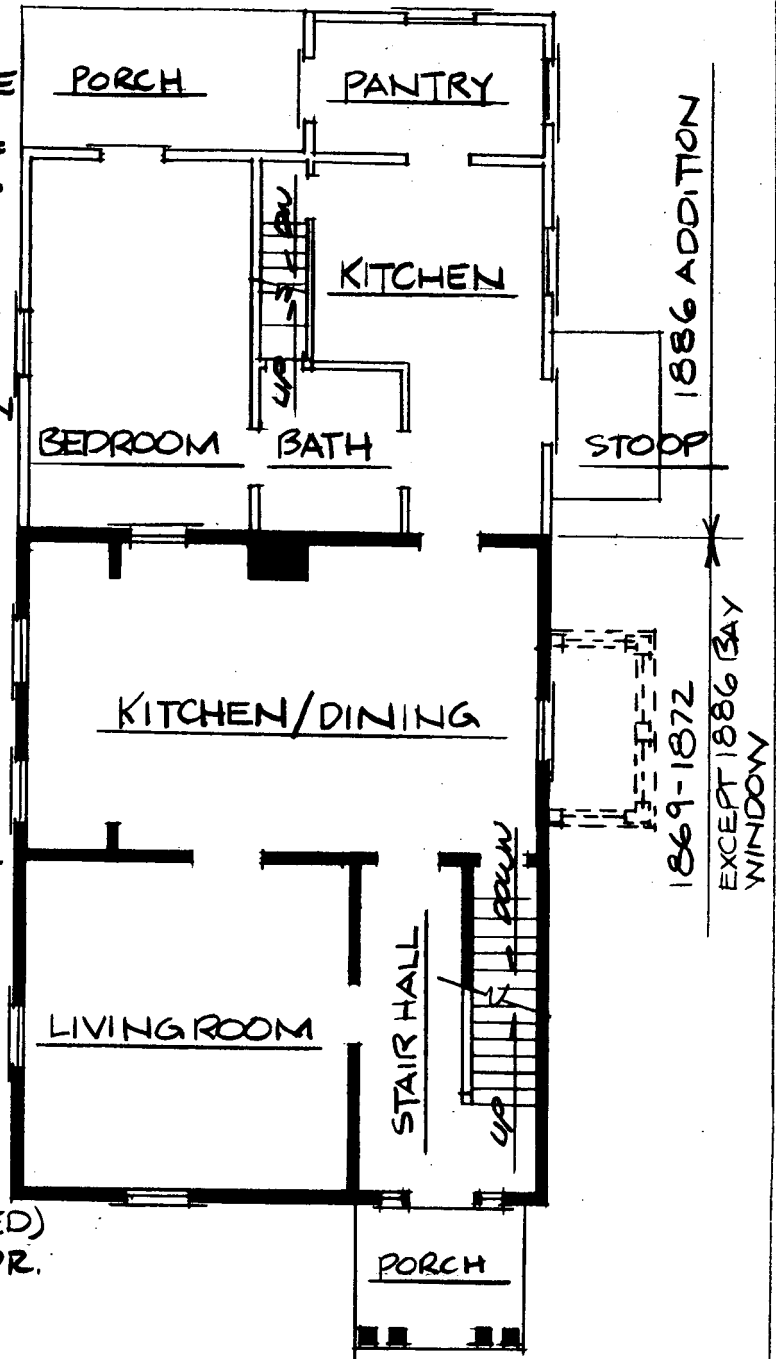 PORCH
PANTRY
DN
KITCHEN
UP
BEDROOM
BATH
STOOP
1886 ADDITION
KITCHEN/DINING
1869-1872
EXCEPT 1886 BAY
WINDOW
DOWN
LIVING ROOM
STAIR HALL
UP
PORCH